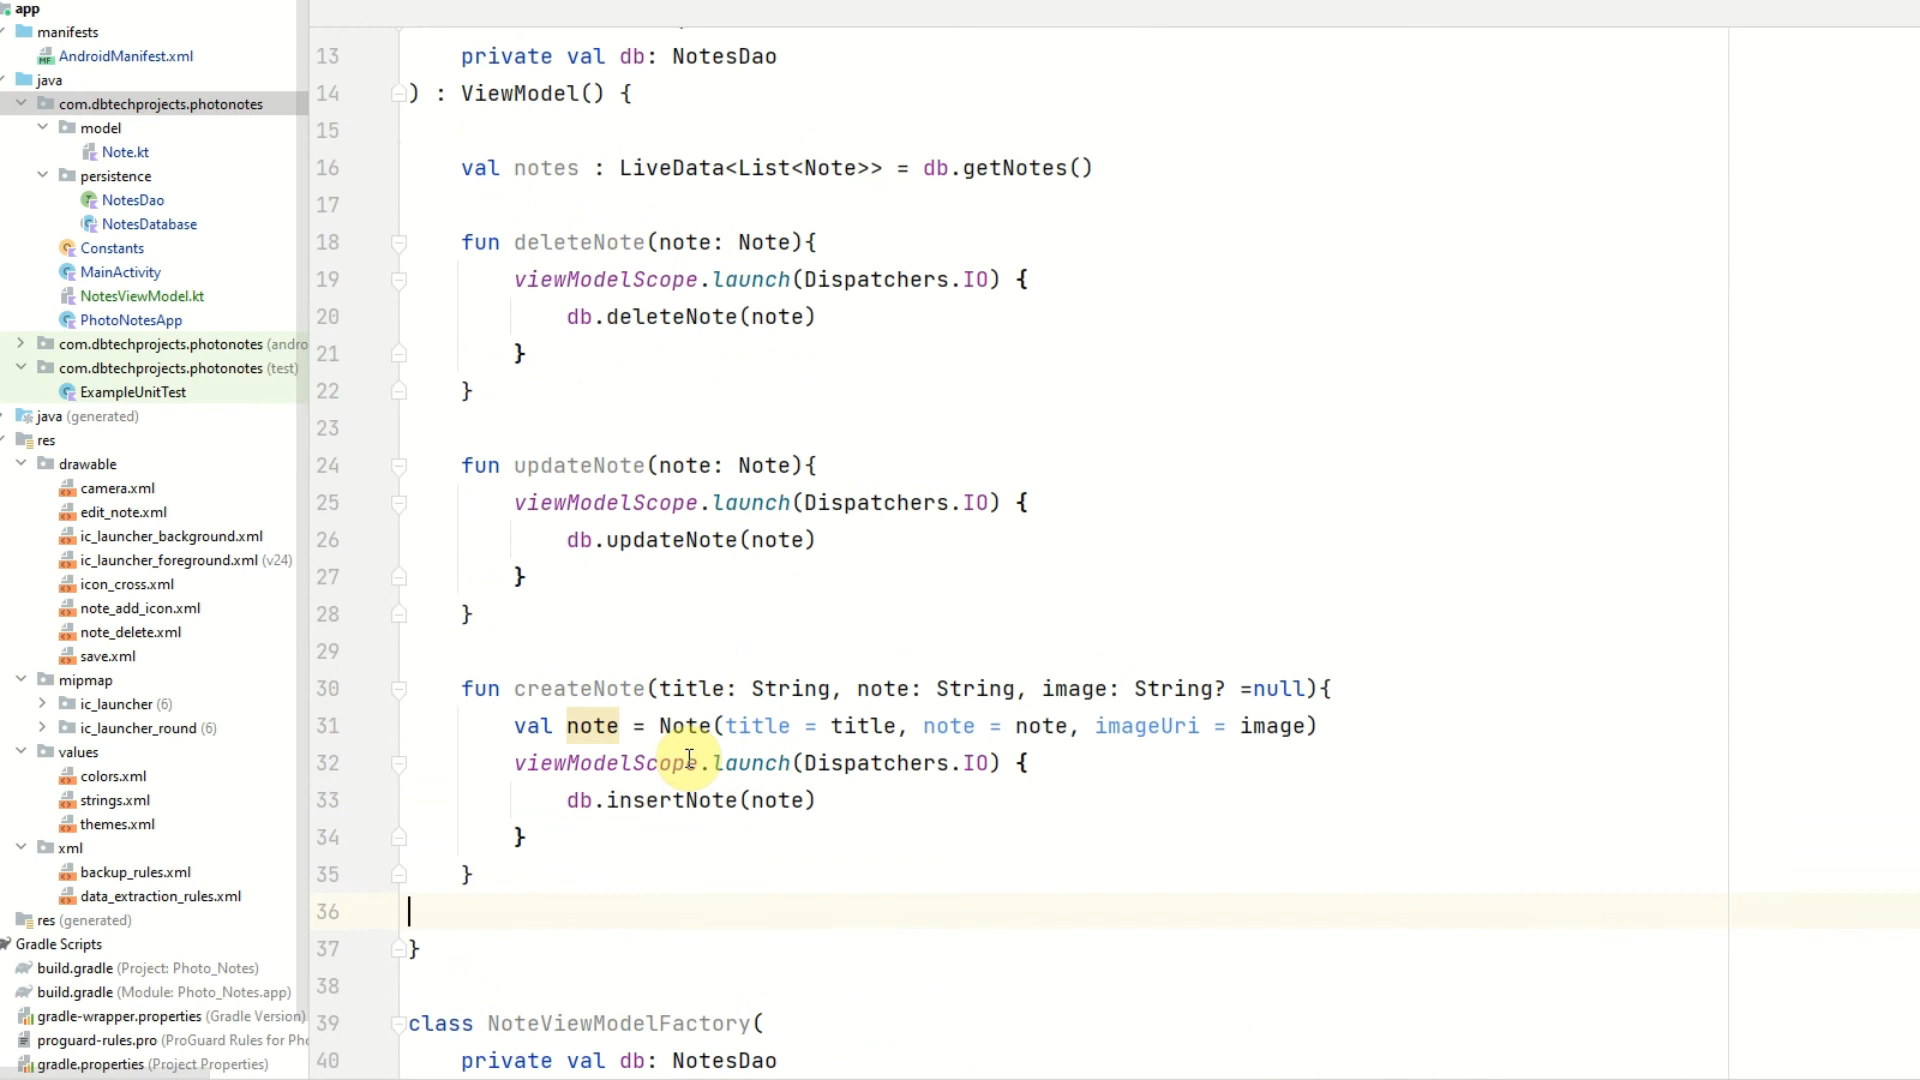 app
manifests
AndroidManifest.xml
java
com.dbtechprojects.photonotes
model
Note.kt
persistence
NotesDao
NotesDatabase
Constants
MainActivity
NotesViewModel.kt
PhotoNotesApp
com.dbtechprojects.photonotes (andro
com.dbtechprojects.photonotes (test)
ExampleUnitTest
java (generated)
res
drawable
camera.xml
edit_note.xml
ic_launcher_background.xml
ic_launcher_foreground.xml (v24)
icon_cross.xml
note_add_icon.xml
note_delete.xml
save.xml
mipmap
ic_launcher (6)
ic_launcher_round (6)
values
colors.xml
strings.xml
themes.xml
xml
backup_rules.xml
data_extraction_rules.xml
res (generated)
Gradle Scripts
build.gradle (Project: Photo_Notes)
build.gradle (Module: Photo_Notes.app)
gradle-wrapper.properties (Gradle Version)
proguard-rules.pro (ProGuard Rules for Pho
gradle.properties (Project Properties)
13 private val db: NotesDao
14 ) : ViewModel() {
15
16 val notes : LiveData<List<Note>> = db.getNotes()
17
18 fun deleteNote(note: Note){
19 viewModelScope.launch(Dispatchers.IO) {
20 db.deleteNote(note)
21 }
22 }
23
24 fun updateNote(note: Note){
25 viewModelScope.launch(Dispatchers.IO) {
26 db.updateNote(note)
27 }
28 }
29
30 fun createNote(title: String, note: String, image: String? =null){
31 val note = Note(title = title, note = note, imageUri = image)
32 viewModelScope.launch(Dispatchers.IO) {
33 db.insertNote(note)
34 }
35 }
36
37 }
38
39 class NoteViewModelFactory(
40 private val db: NotesDao